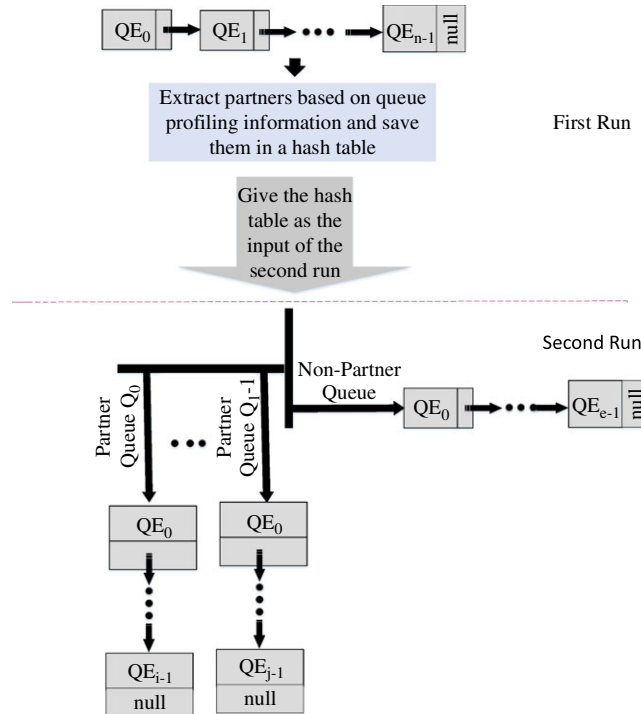 QE0 QE1 QEn-1 null
Extract partners based on queue
profiling information and save
them in a hash table
First Run
Give the hash
table as the
input of the
second run
Second Run
Non-Partner
Queue
QE0 QEe-1 null
Partner
Queue Q0
Partner
Queue Q1-1
QE0 QE0
QEi-1 QEj-1
null null